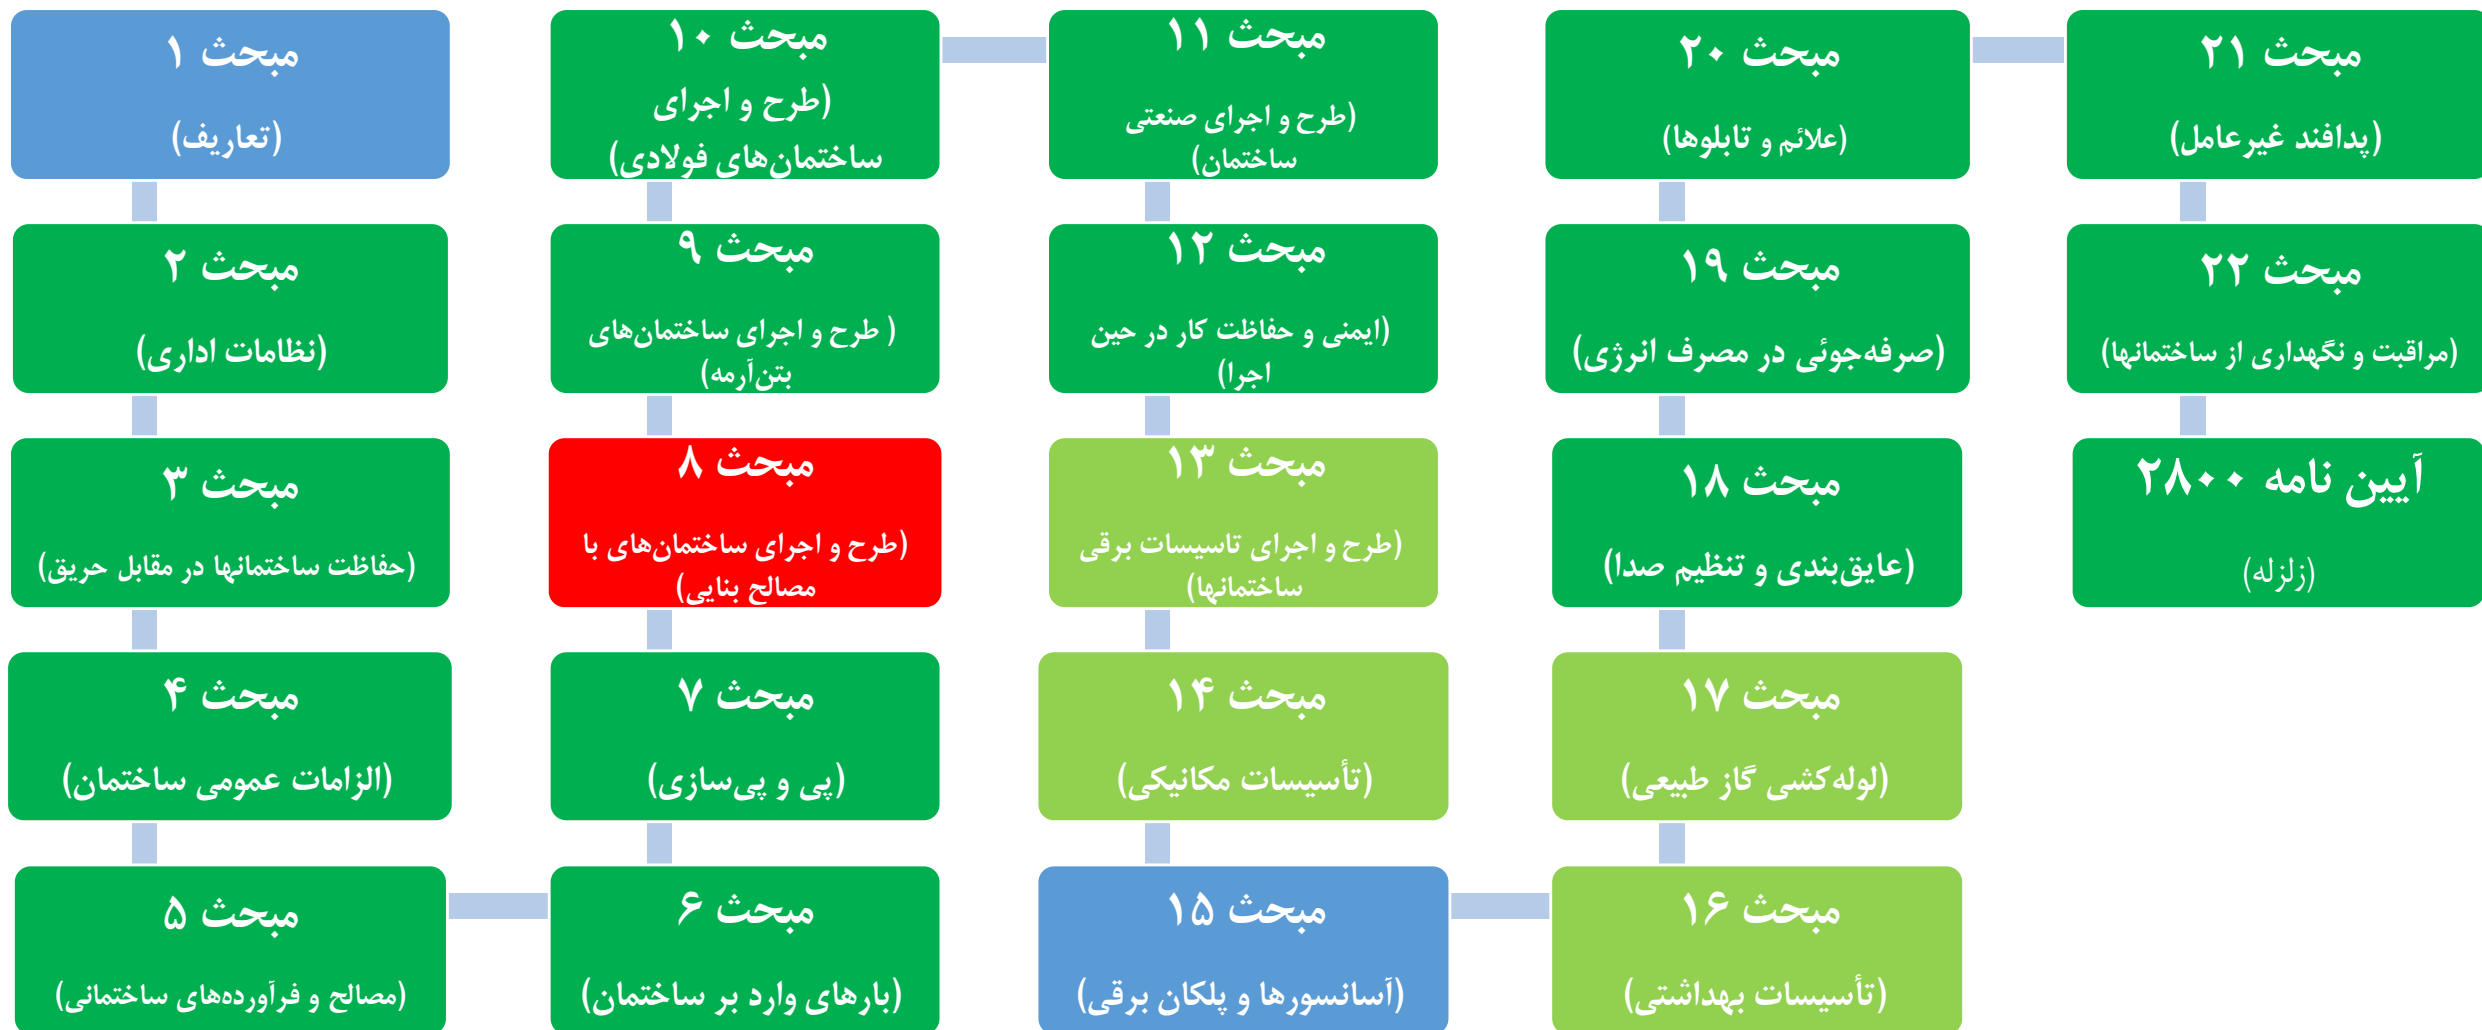 مبحث ۱
(تعاریف)
مبحث ۲
(نظامات اداری)
مبحث ۳
(حفاظت ساختمانها در مقابل حریق)
مبحث ۴
(الزامات عمومی ساختمان)
مبحث ۵
(مصالح و فرآورده‌های ساختمانی)
مبحث ۶
(بارهای وارد بر ساختمان)
مبحث ۷
(پی و پی‌سازی)
مبحث ۸
(طرح و اجرای ساختمان‌های با
مصالح بنایی)
مبحث ۹
( طرح و اجرای ساختمان‌های
بتن‌آرمه)
مبحث ۱۰
(طرح و اجرای
ساختمان‌های فولادی)
مبحث ۱۱
(طرح و اجرای صنعتی
ساختمان)
مبحث ۱۲
(ایمنی و حفاظت کار در حین
اجرا)
مبحث ۱۳
(طرح و اجرای تاسیسات برقی
ساختمانها)
مبحث ۱۴
(تأسیسات مکانیکی)
مبحث ۱۵
(آسانسورها و پلکان برقی)
مبحث ۱۶
(تأسیسات بهداشتی)
مبحث ۱۷
(لوله‌کشی گاز طبیعی)
مبحث ۱۸
(عایق‌بندی و تنظیم صدا)
مبحث ۱۹
(صرفه‌جوئی در مصرف انرژی)
مبحث ۲۰
(علائم و تابلوها)
مبحث ۲۱
(پدافند غیرعامل)
مبحث ۲۲
(مراقبت و نگهداری از ساختمانها)
آیین نامه ۲۸۰۰
(زلزله)